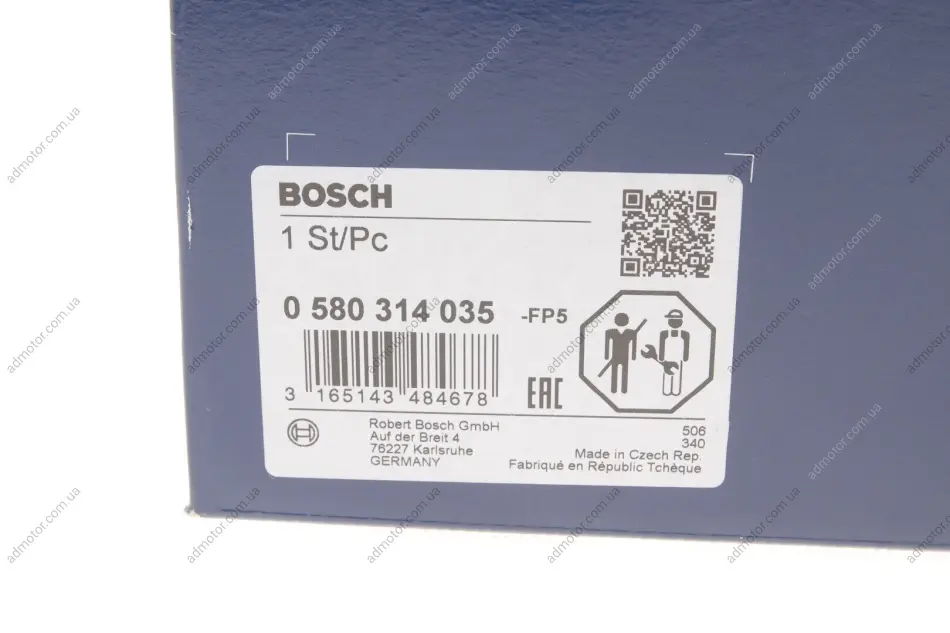 BOSCH
1 St/Pc
0 580 314 035 -FP5
3 165143 484678
EAC
Robert Bosch GmbH
Auf der Breit 4
76227 Karlsruhe
GERMANY
506
340
Made in Czech Rep.
Fabriqué en Républic Tchèque
admotor.com.ua